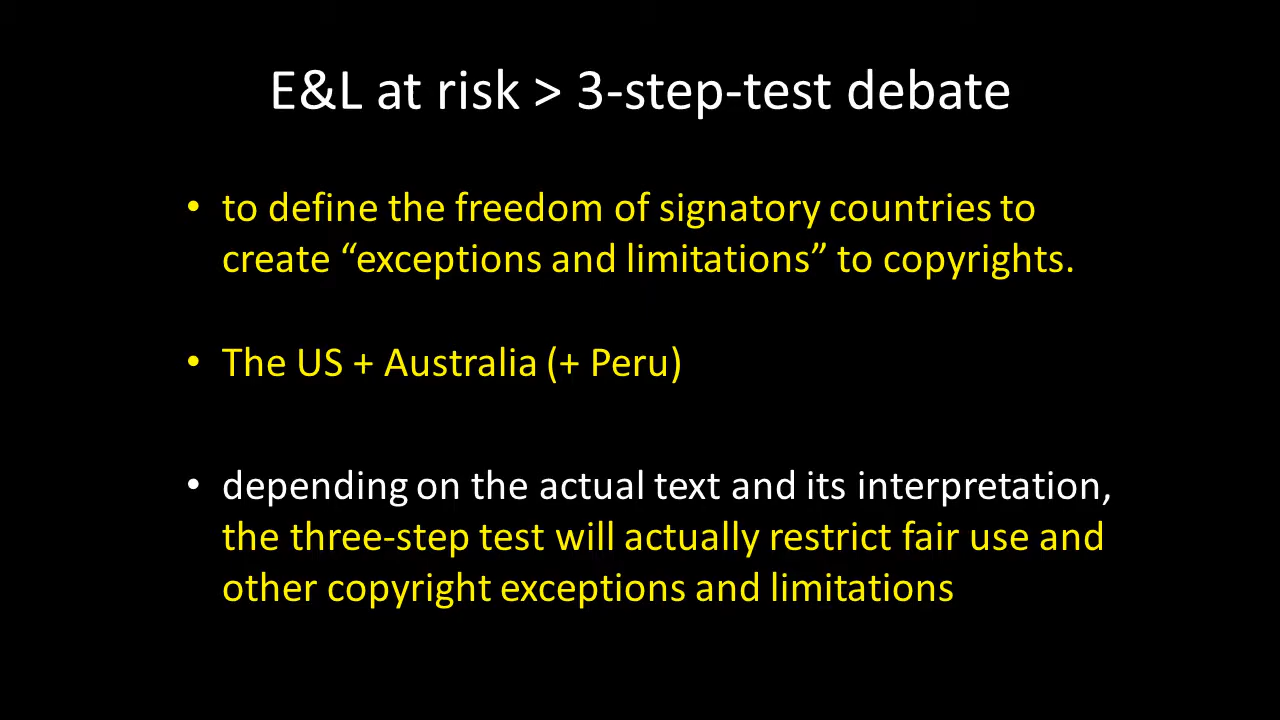 E&L at risk > 3-step-test debate
• to define the freedom of signatory countries to
create “exceptions and limitations” to copyrights.
• The US + Australia (+ Peru)
• depending on the actual text and its interpretation,
the three-step test will actually restrict fair use and
other copyright exceptions and limitations